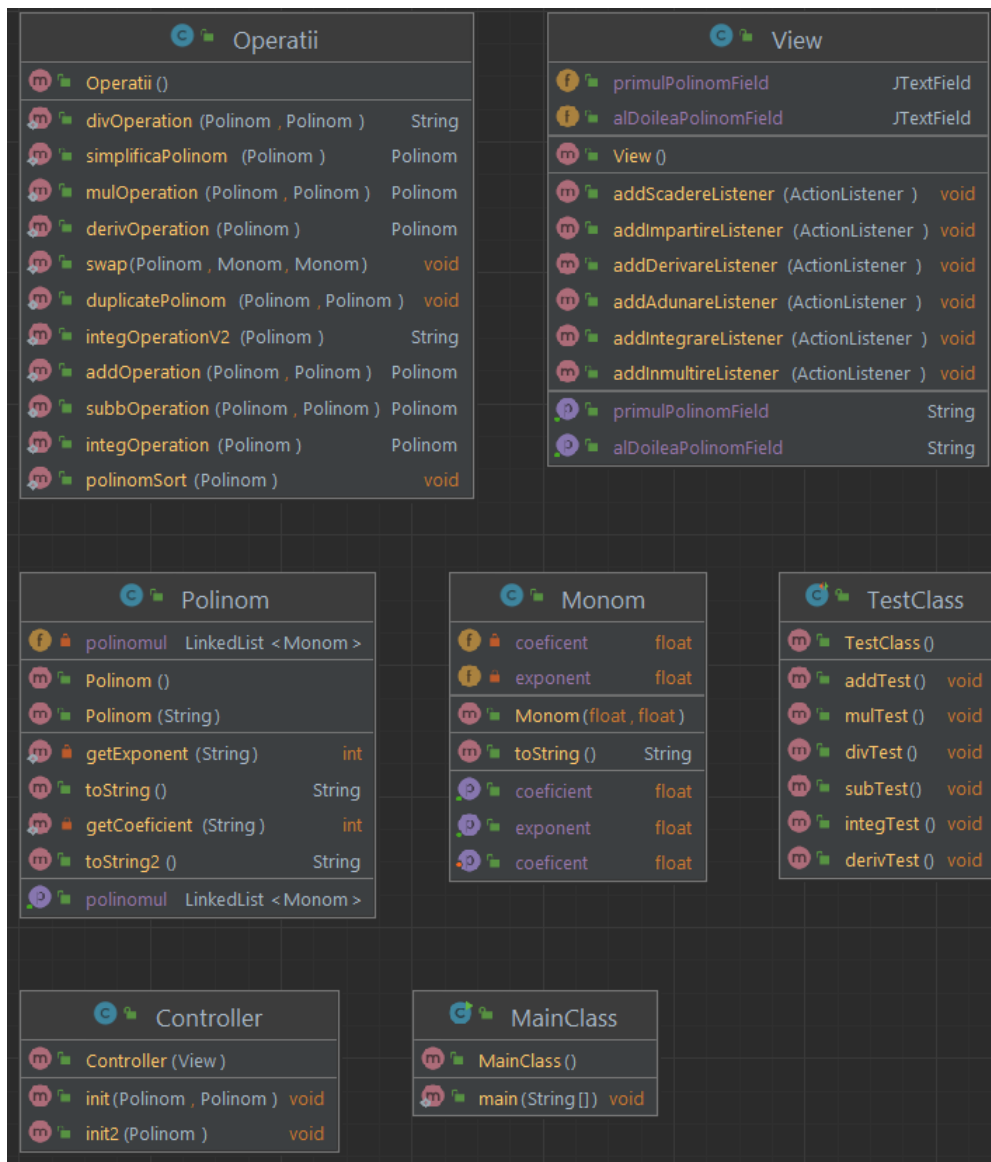 Operatii
Operatii ()
divOperation (Polinom , Polinom ) String
simplificaPolinom (Polinom ) Polinom
mulOperation (Polinom , Polinom ) Polinom
derivOperation (Polinom ) Polinom
swap(Polinom , Monom, Monom) void
duplicatePolinom (Polinom , Polinom ) void
integOperationV2 (Polinom ) String
addOperation (Polinom , Polinom ) Polinom
subbOperation (Polinom , Polinom ) Polinom
integOperation (Polinom ) Polinom
polinomSort (Polinom ) void
View
primulPolinomField JTextField
alDoileaPolinomField JTextField
View ()
addScadereListener (ActionListener ) void
addImpartireListener (ActionListener ) void
addDerivareListener (ActionListener ) void
addAdunareListener (ActionListener ) void
addIntegrareListener (ActionListener ) void
addInmultireListener (ActionListener ) void
primulPolinomField String
alDoileaPolinomField String
Polinom
polinomul LinkedList <Monom >
Polinom ()
Polinom (String)
getExponent (String) int
toString () String
getCoeficient (String) int
toString2 () String
polinomul LinkedList <Monom >
Monom
coeficent float
exponent float
Monom (float , float )
toString () String
coeficient float
exponent float
coeficent float
TestClass
TestClass ()
addTest () void
mulTest () void
divTest () void
subTest() void
integTest () void
derivTest () void
Controller
Controller (View )
init (Polinom , Polinom ) void
init2 (Polinom ) void
MainClass
MainClass ()
main (String []) void